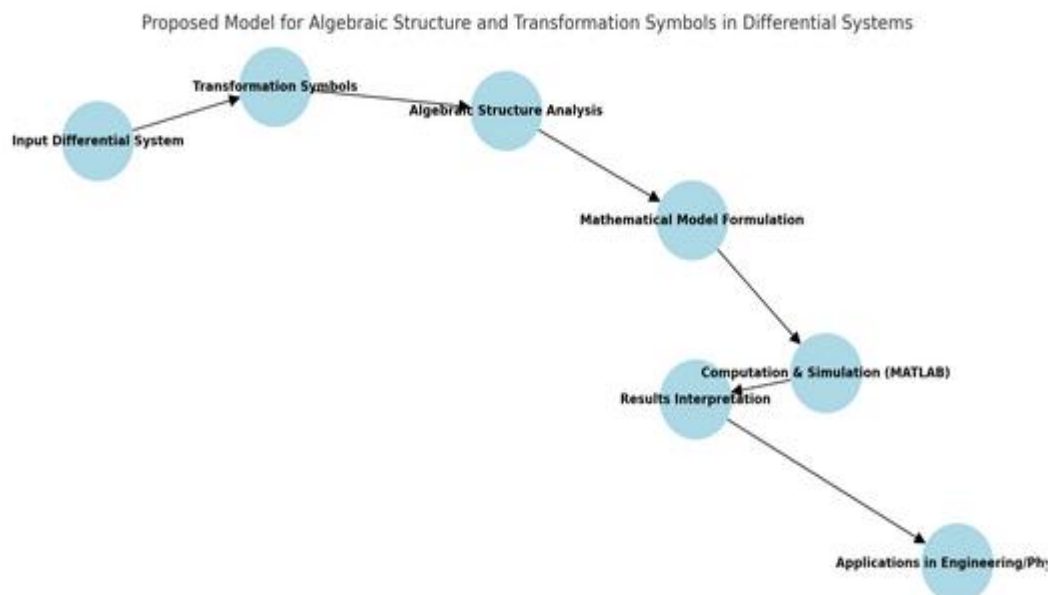 Proposed Model for Algebraic Structure and Transformation Symbols in Differential Systems
Transformation Symbols
Algebraic Structure Analysis
Input Differential System
Mathematical Model Formulation
Computation & Simulation (MATLAB)
Results Interpretation
Applications in Engineering/Phy